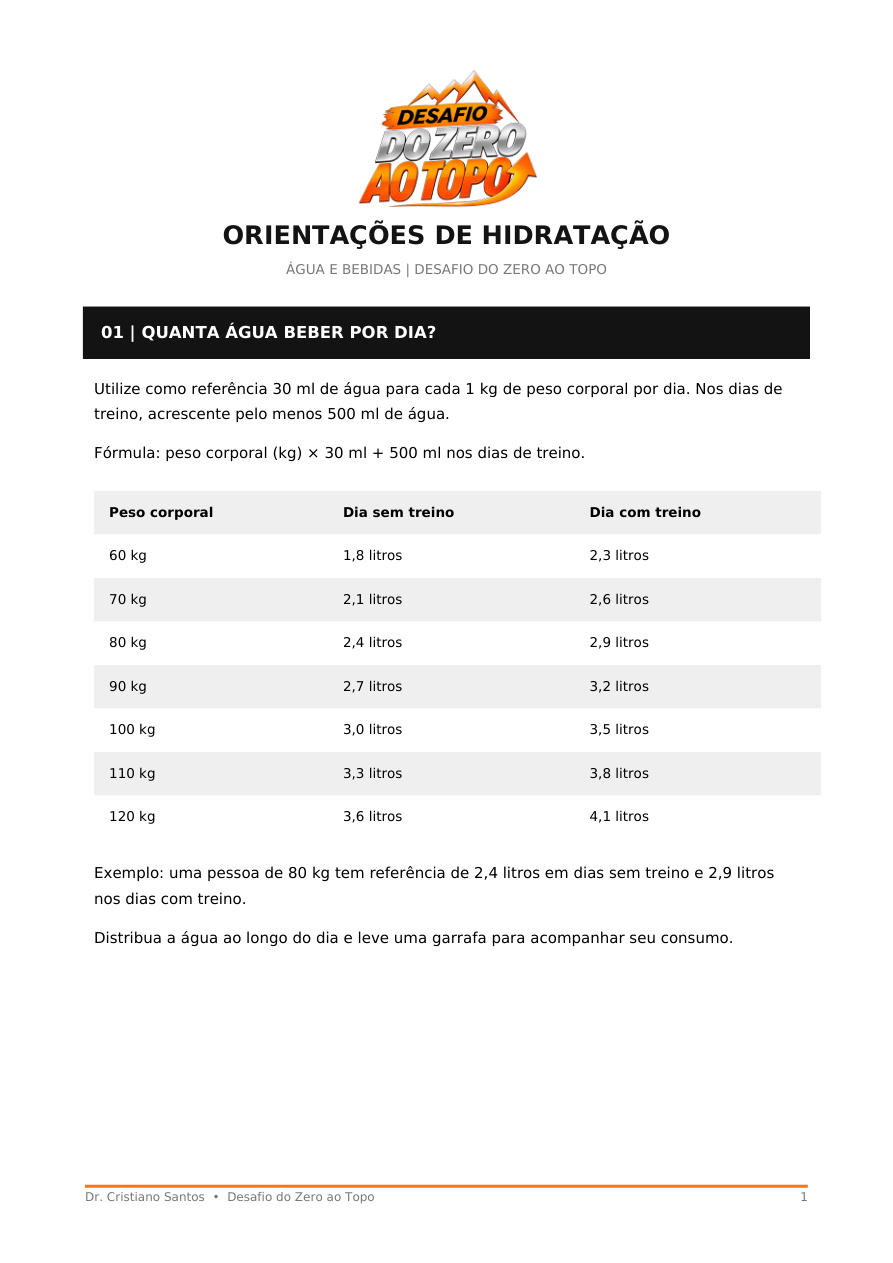 DESAFIO
DO ZERO
AO TOPO
ORIENTAÇÕES DE HIDRATAÇÃO
ÁGUA E BEBIDAS | DESAFIO DO ZERO AO TOPO
01 | QUANTA ÁGUA BEBER POR DIA?
Utilize como referência 30 ml de água para cada 1 kg de peso corporal por dia. Nos dias de
treino, acrescente pelo menos 500 ml de água.
Fórmula: peso corporal (kg) × 30 ml + 500 ml nos dias de treino.
Peso corporal Dia sem treino Dia com treino
60 kg 1,8 litros 2,3 litros
70 kg 2,1 litros 2,6 litros
80 kg 2,4 litros 2,9 litros
90 kg 2,7 litros 3,2 litros
100 kg 3,0 litros 3,5 litros
110 kg 3,3 litros 3,8 litros
120 kg 3,6 litros 4,1 litros
Exemplo: uma pessoa de 80 kg tem referência de 2,4 litros em dias sem treino e 2,9 litros
nos dias com treino.
Distribua a água ao longo do dia e leve uma garrafa para acompanhar seu consumo.
Dr. Cristiano Santos • Desafio do Zero ao Topo 1